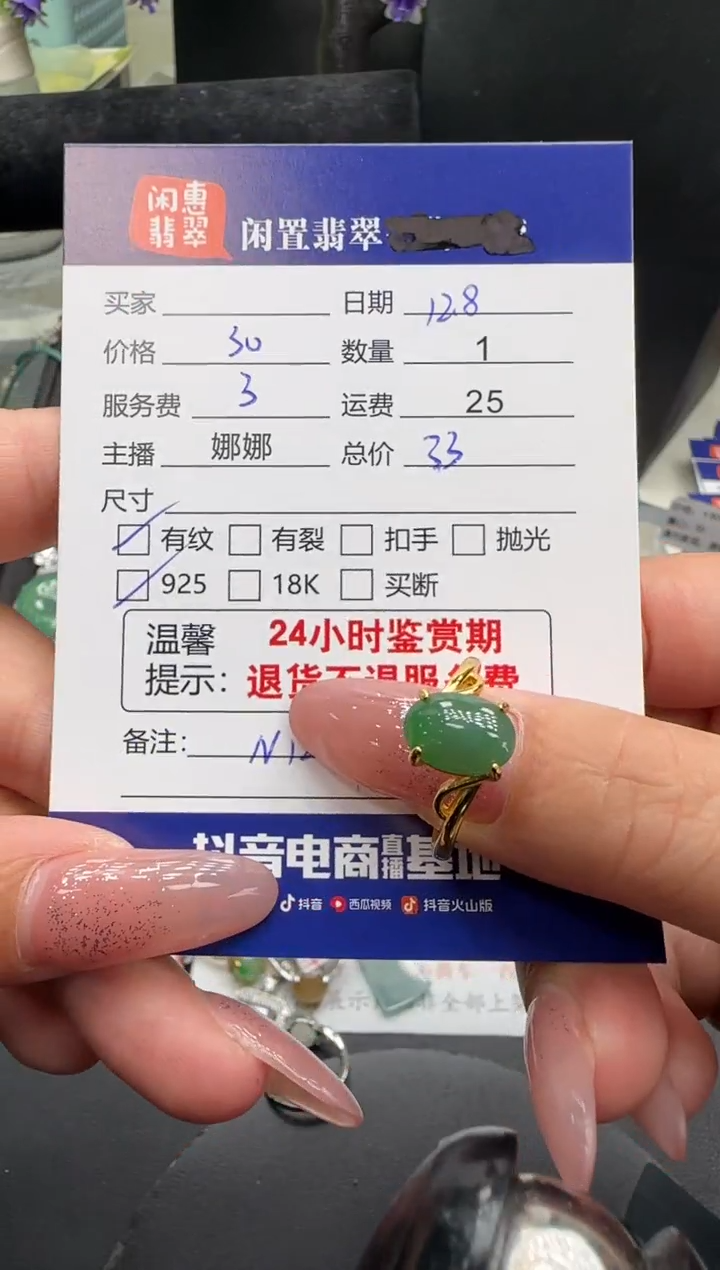 闲惠
翡翠
闲置翡翠
买家 日期 12.8
价格 30 数量 1
服务费 3 运费 25
主播 娜娜 总价 33
尺寸
有纹 有裂 扣手 抛光
925 18K 买断
温馨 24小时鉴赏期
提示: 退货不退服务费
备注:
抖音电商直播基地
抖音 西瓜视频 抖音火山版